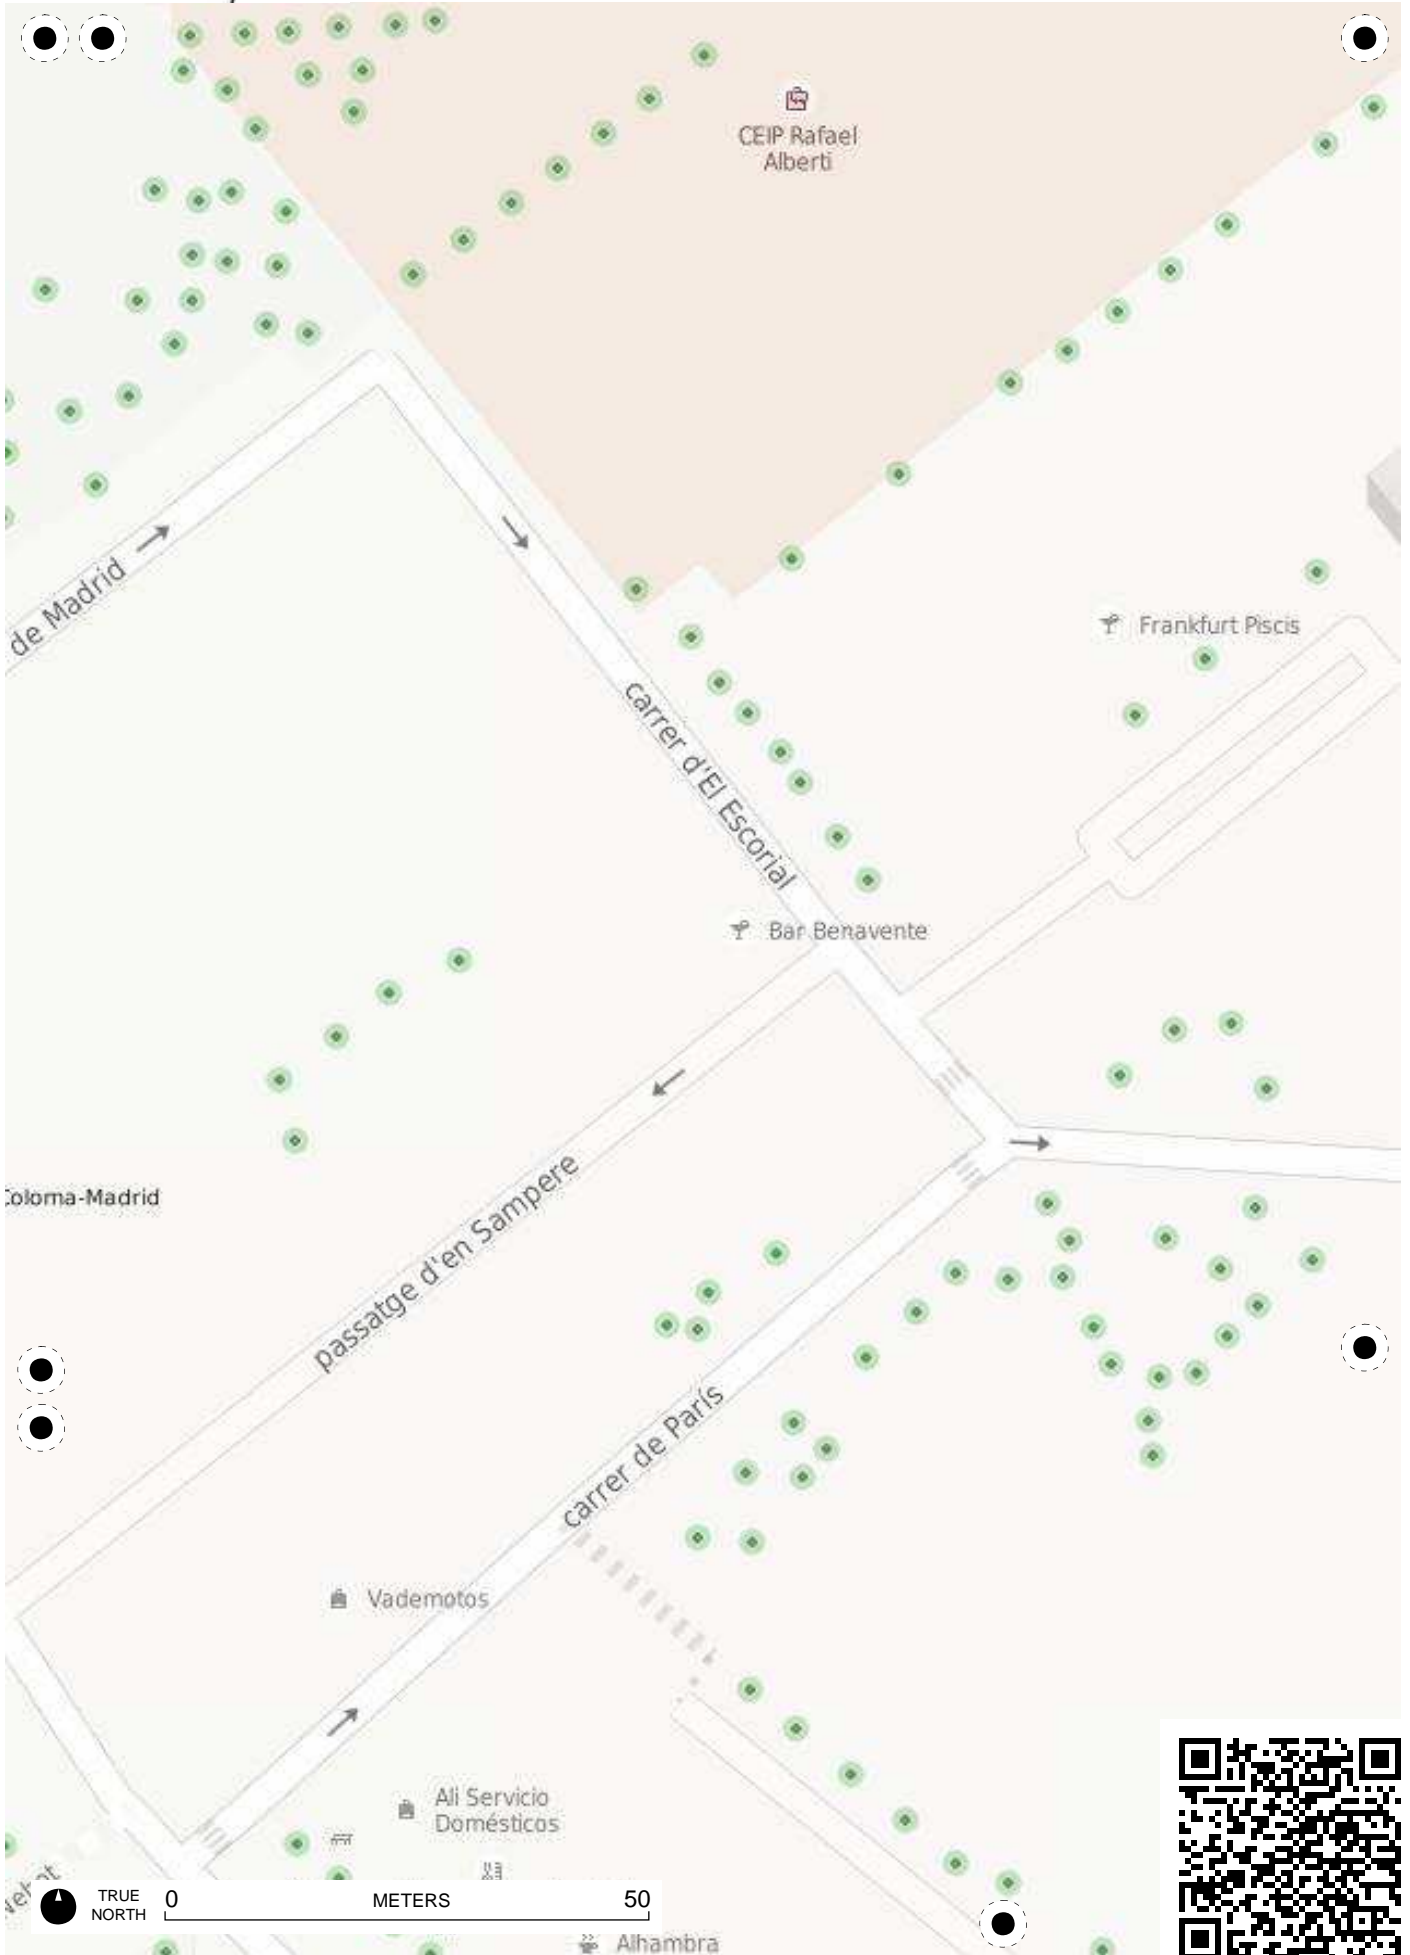 CEIP Rafael
Alberti
de Madrid
Frankfurt Piscis
carrer d'El Escorial
Bar Benavente
passatge d'en Sampere
Coloma-Madrid
carrer de París
Vademotos
Ali Servicio
Domésticos
TRUE
NORTH
0 METERS 50
Alhambra